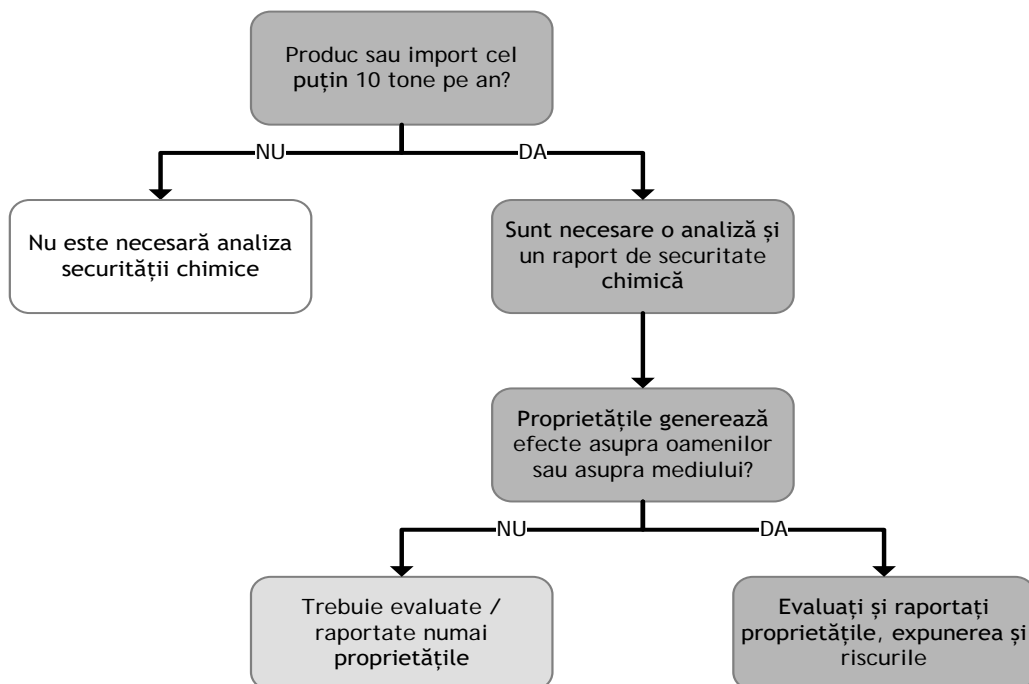 Produc sau import cel
puțin 10 tone pe an?
NU
DA
Nu este necesară analiza
securității chimice
Sunt necesare o analiză și
un raport de securitate
chimică
Proprietățile generează
efecte asupra oamenilor
sau asupra mediului?
NU
DA
Trebuie evaluate /
raportate numai
proprietățile
Evaluați și raportați
proprietățile, expunerea și
riscurile